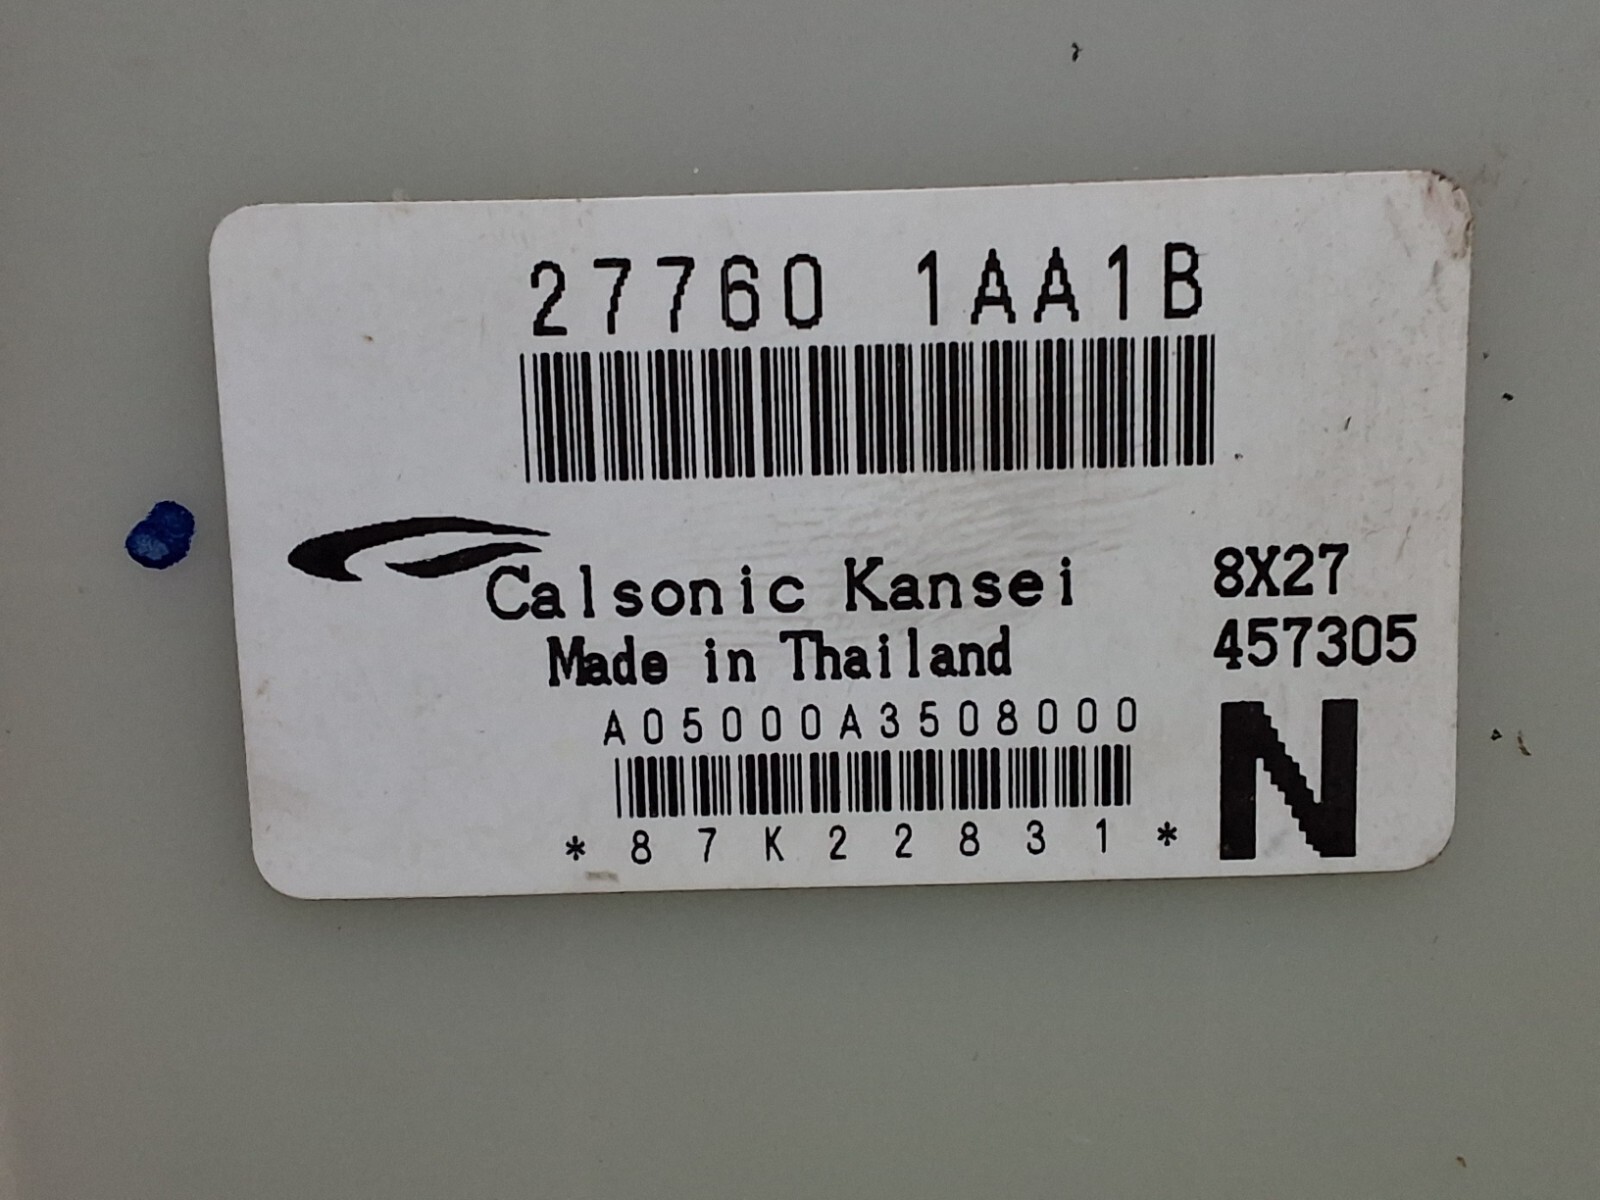 27760 1AA1B
Calsonic Kansei
Made in Thailand
8X27
457305
A05000A3508000
*87K22831*
N